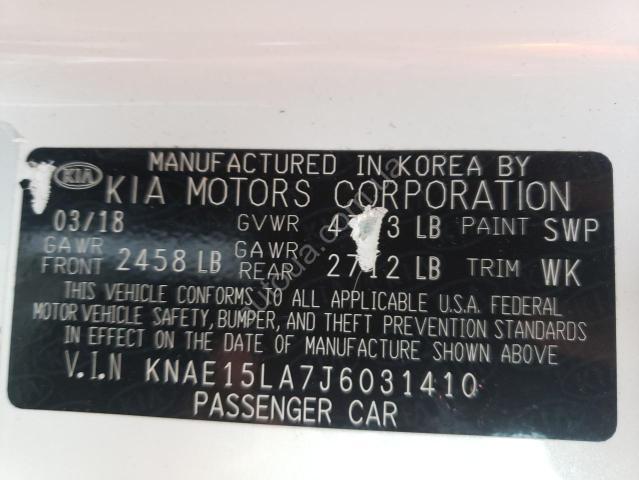 MANUFACTURED IN KOREA BY
KIA KIA MOTORS CORPORATION
03/18 GVWR LB PAINT SWP
GAWR FRONT 2458 LB GAWR REAR 2712 LB TRIM WK
THIS VEHICLE CONFORMS TO ALL APPLICABLE U.S.A. FEDERAL
MOTOR VEHICLE SAFETY, BUMPER, AND THEFT PREVENTION STANDARDS
IN EFFECT ON THE DATE OF MANUFACTURE SHOWN ABOVE
V.I.N KNAE15LA7J6031410
PASSENGER CAR